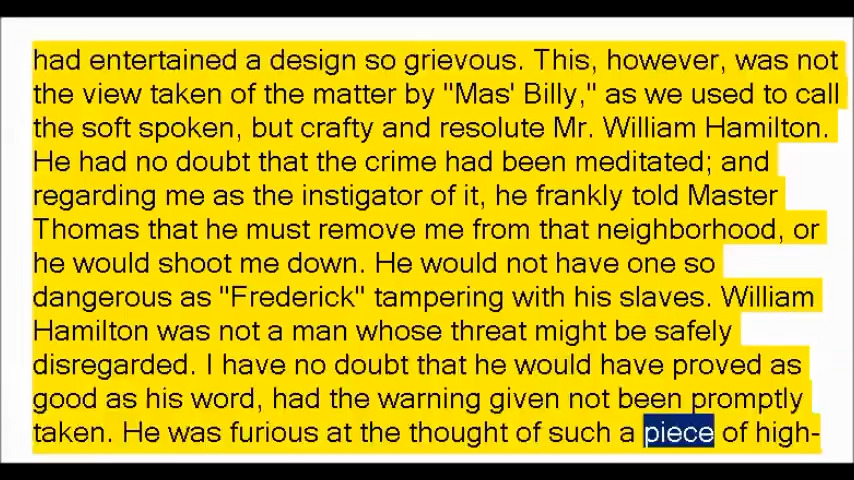 had entertained a design so grievous. This, however, was not
the view taken of the matter by "Mas' Billy," as we used to call
the soft spoken, but crafty and resolute Mr. William Hamilton.
He had no doubt that the crime had been meditated; and
regarding me as the instigator of it, he frankly told Master
Thomas that he must remove me from that neighborhood, or
he would shoot me down. He would not have one so
dangerous as "Frederick" tampering with his slaves. William
Hamilton was not a man whose threat might be safely
disregarded. I have no doubt that he would have proved as
good as his word, had the warning given not been promptly
taken. He was furious at the thought of such a piece of high-